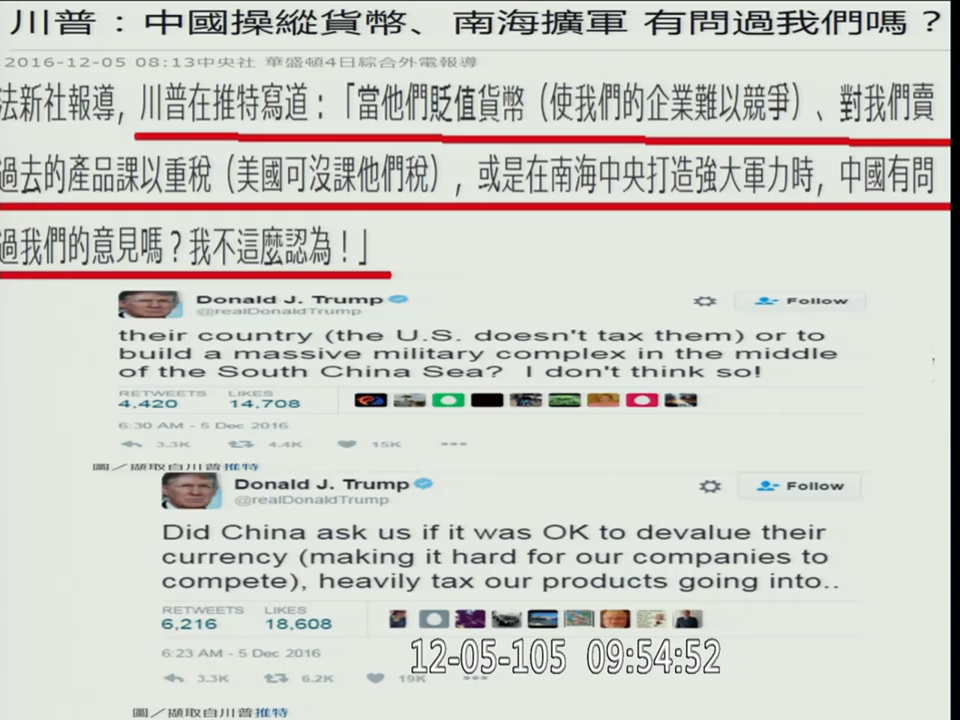 川普：中國操縱貨幣、南海擴軍 有問過我們嗎？
2016-12-05 08:13中央社 華盛頓4日綜合外電報導
法新社報導，川普在推特寫道：「當他們貶值貨幣（使我們的企業難以競爭）、對我們賣
過去的產品課以重稅（美國可沒課他們稅），或是在南海中央打造強大軍力時，中國有問
過我們的意見嗎？我不這麼認為！」
Donald J. Trump
@realDonaldTrump
Follow
their country (the U.S. doesn't tax them) or to
build a massive military complex in the middle
of the South China Sea? I don't think so!
RETWEETS LIKES
4,420 14,708
6:30 AM - 5 Dec 2016
3.3K 4.4K 15K
圖／擷取自川普推特
Donald J. Trump
@realDonaldTrump
Follow
Did China ask us if it was OK to devalue their
currency (making it hard for our companies to
compete), heavily tax our products going into..
RETWEETS LIKES
6,216 18,608
12-05-105 09:54:52
6:23 AM - 5 Dec 2016
3.3K 6.2K 19K
圖／擷取自川普推特